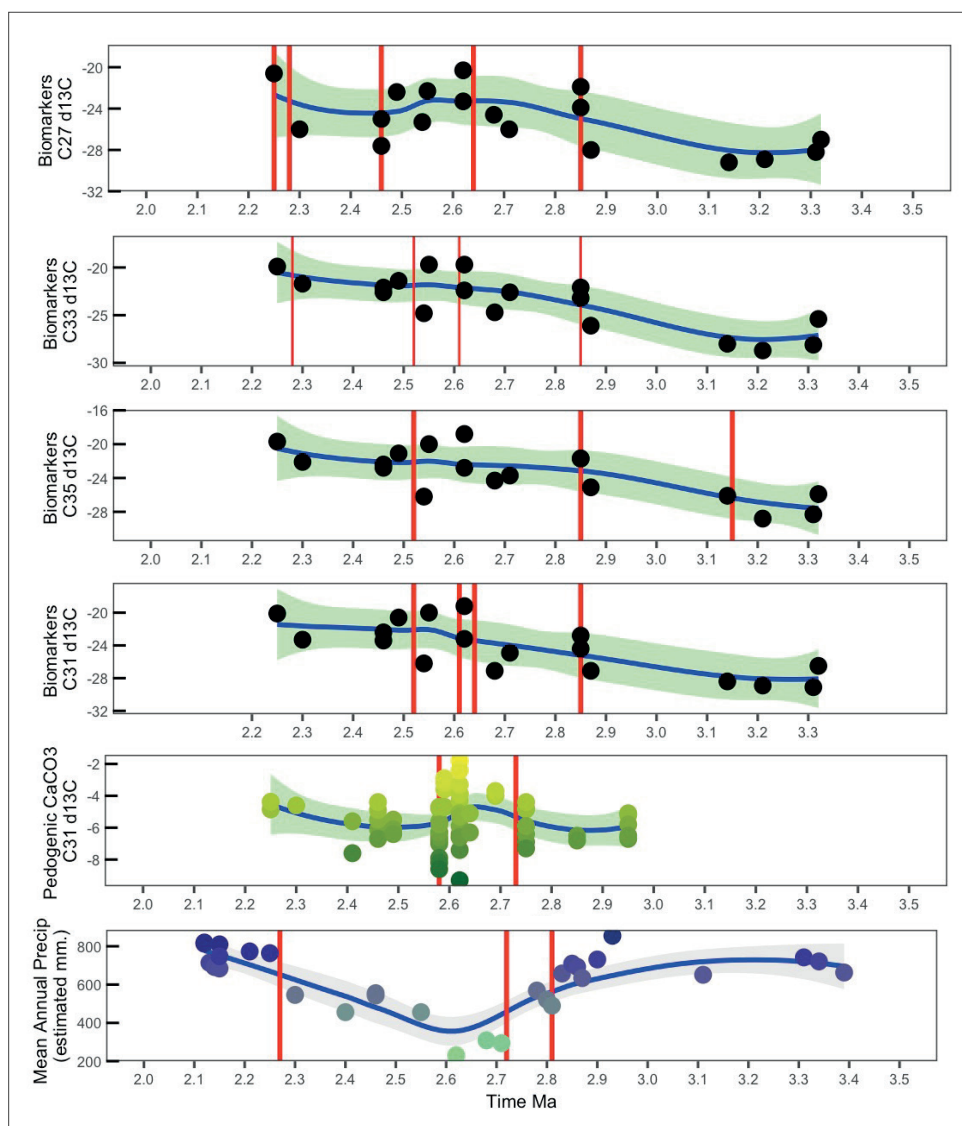 Biomarkers
C27 d13C
-20
-24
-28
-32
2.0 2.1 2.2 2.3 2.4 2.5 2.6 2.7 2.8 2.9 3.0 3.1 3.2 3.3 3.4 3.5
Biomarkers
C33 d13C
-20
-25
-30
2.0 2.1 2.2 2.3 2.4 2.5 2.6 2.7 2.8 2.9 3.0 3.1 3.2 3.3 3.4 3.5
Biomarkers
C35 d13C
-16
-20
-24
-28
2.0 2.1 2.2 2.3 2.4 2.5 2.6 2.7 2.8 2.9 3.0 3.1 3.2 3.3 3.4 3.5
Biomarkers
C31 d13C
-20
-24
-28
-32
2.2 2.3 2.4 2.5 2.6 2.7 2.8 2.9 3.0 3.1 3.2 3.3 3.4 3.5
Pedogenic CaCO3
C31 d13C
-2
-4
-6
-8
2.0 2.1 2.2 2.3 2.4 2.5 2.6 2.7 2.8 2.9 3.0 3.1 3.2 3.3 3.4 3.5
Mean Annual Precip
(estimated mm.)
800
600
400
200
2.0 2.1 2.2 2.3 2.4 2.5 2.6 2.7 2.8 2.9 3.0 3.1 3.2 3.3 3.4 3.5
Time Ma